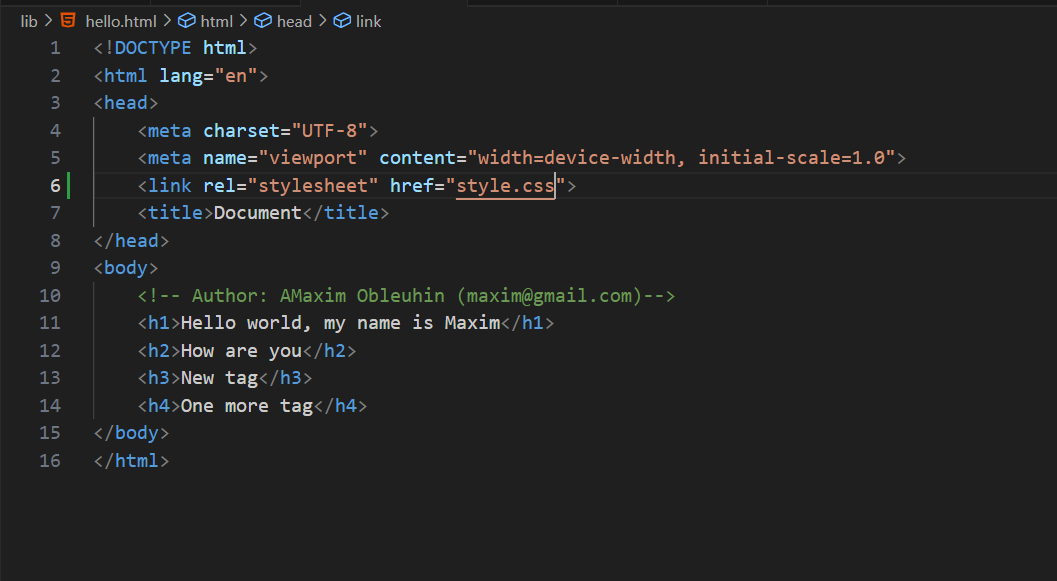 lib > hello.html > html > head > link
1 <!DOCTYPE html>
2 <html lang="en">
3 <head>
4     <meta charset="UTF-8">
5     <meta name="viewport" content="width=device-width, initial-scale=1.0">
6     <link rel="stylesheet" href="style.css">
7     <title>Document</title>
8 </head>
9 <body>
10     <!-- Author: AMaxim Obleuhin (maxim@gmail.com)-->
11     <h1>Hello world, my name is Maxim</h1>
12     <h2>How are you</h2>
13     <h3>New tag</h3>
14     <h4>One more tag</h4>
15 </body>
16 </html>